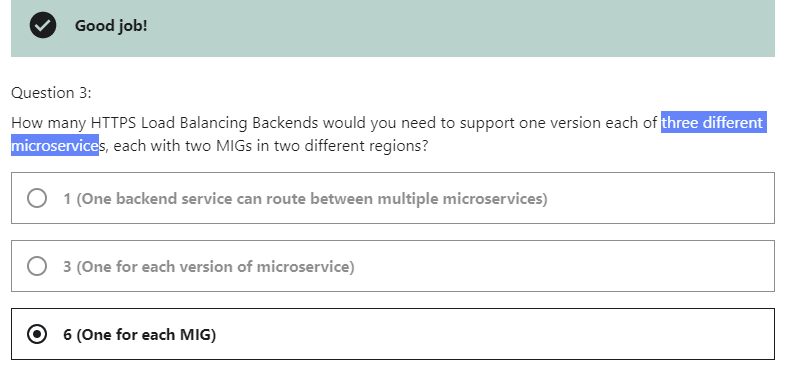 Good job!
Question 3:
How many HTTPS Load Balancing Backends would you need to support one version each of three different
microservices, each with two MIGs in two different regions?
1 (One backend service can route between multiple microservices)
3 (One for each version of microservice)
6 (One for each MIG)